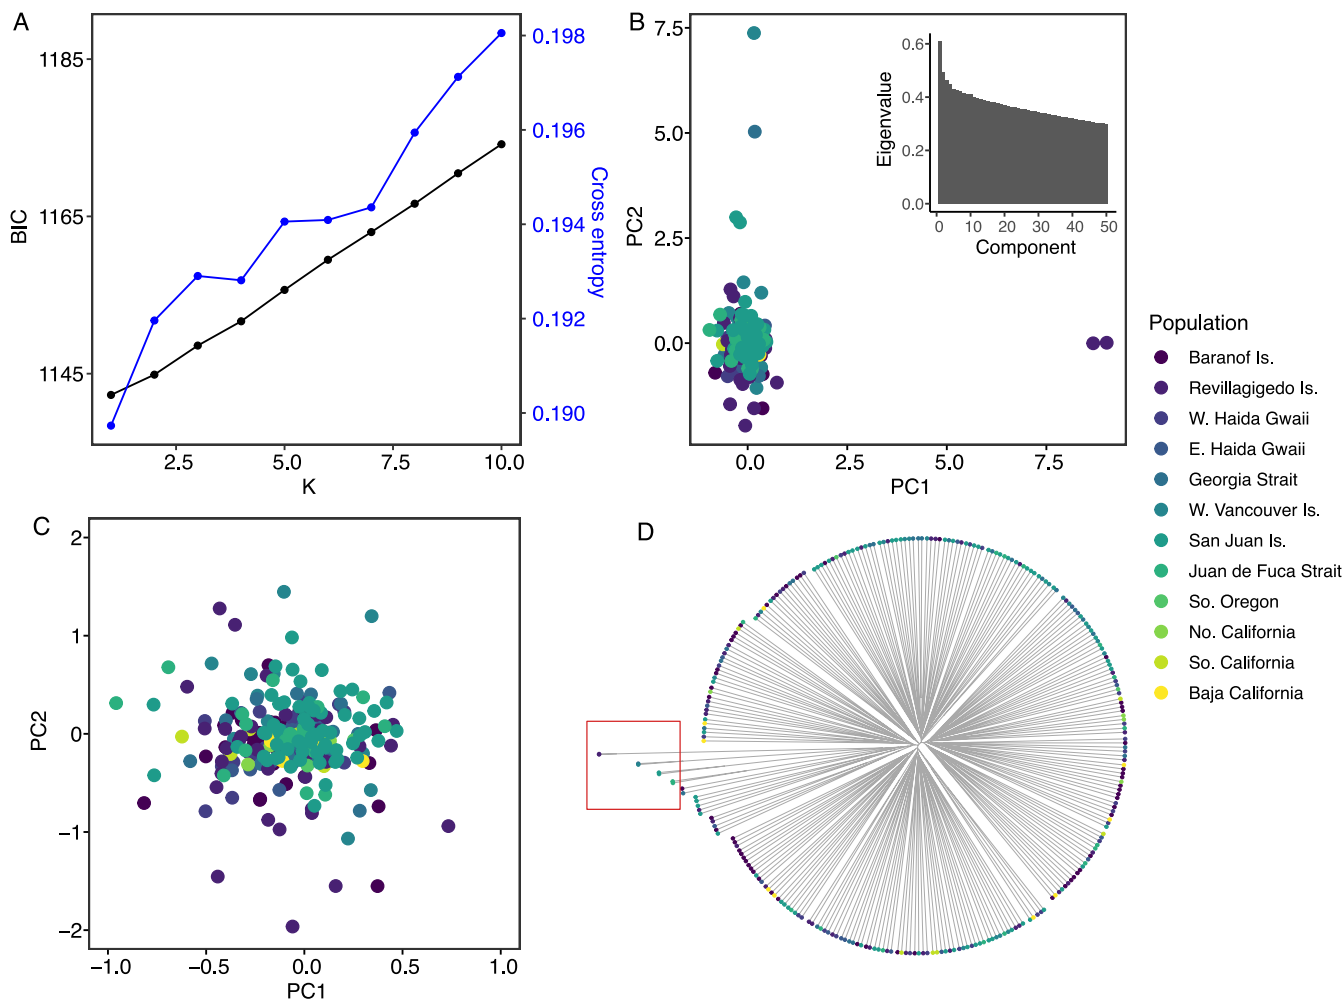 A
BIC
1185
1165
1145
0.198
0.196
0.194
0.192
0.190
Cross entropy
2.5
5.0
7.5
10.0
K
B
PC2
7.5
5.0
2.5
0.0
0.0
2.5
5.0
7.5
PC1
Eigenvalue
0.6
0.4
0.2
0.0
0
10
20
30
40
50
Component
C
PC2
2
1
0
−1
−2
−1.0
−0.5
0.0
0.5
1.0
PC1
D
Population
Baranof Is.
Revillagigedo Is.
W. Haida Gwaii
E. Haida Gwaii
Georgia Strait
W. Vancouver Is.
San Juan Is.
Juan de Fuca Strait
So. Oregon
No. California
So. California
Baja California